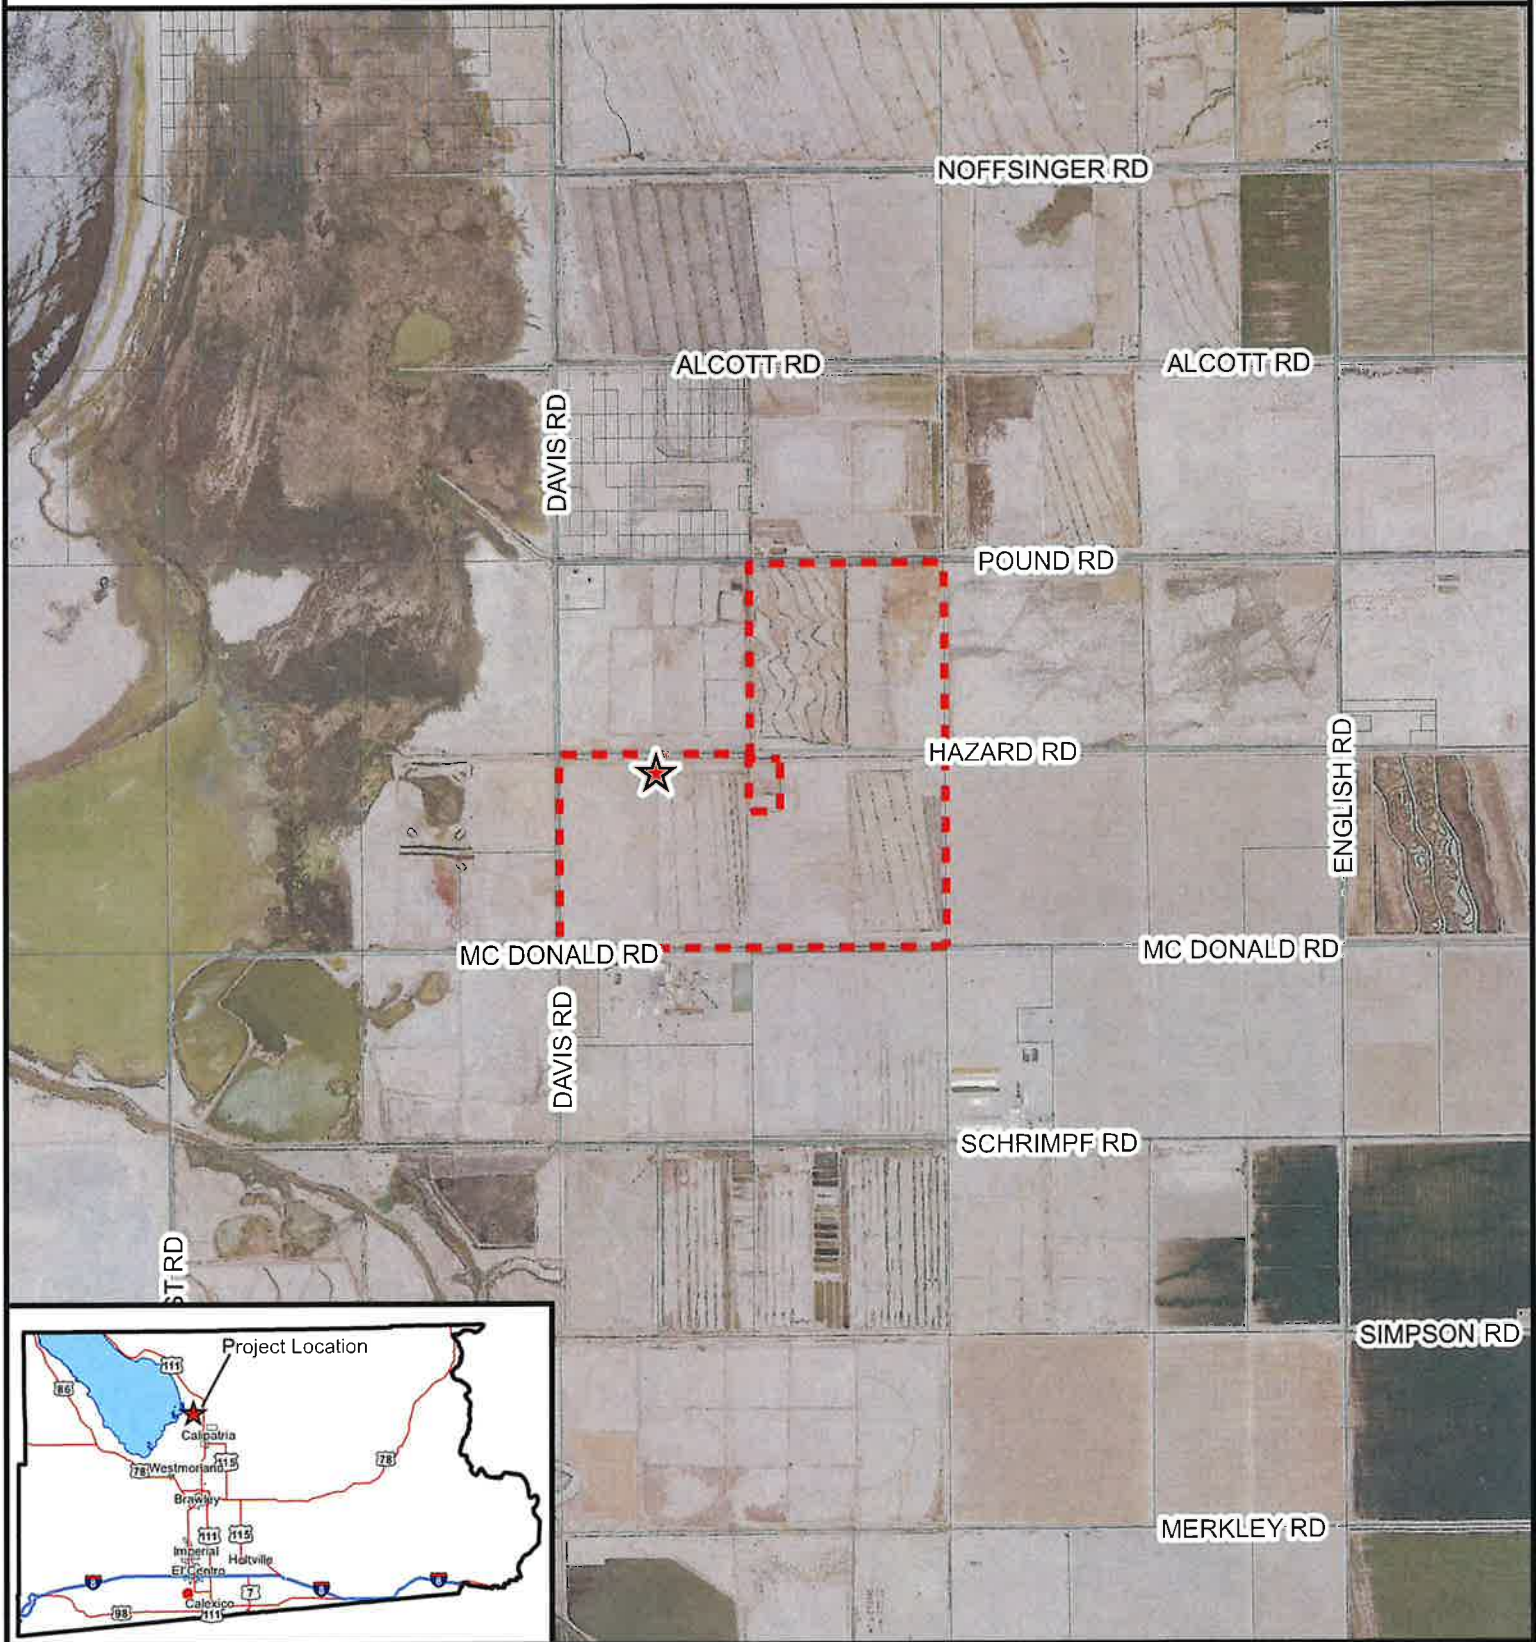 NOFFSINGER RD
ALCOTT RD
ALCOTT RD
DAVIS RD
POUND RD
HAZARD RD
ENGLISH RD
MC DONALD RD
MC DONALD RD
DAVIS RD
SCHRIMPF RD
ST RD
SIMPSON RD
MERKLEY RD
Project Location
111
86
Calipatria
78
Westmorland
115
78
Brawley
111
115
Imperial
Holtville
El Centro
8
8
8
7
Calexico
98
111